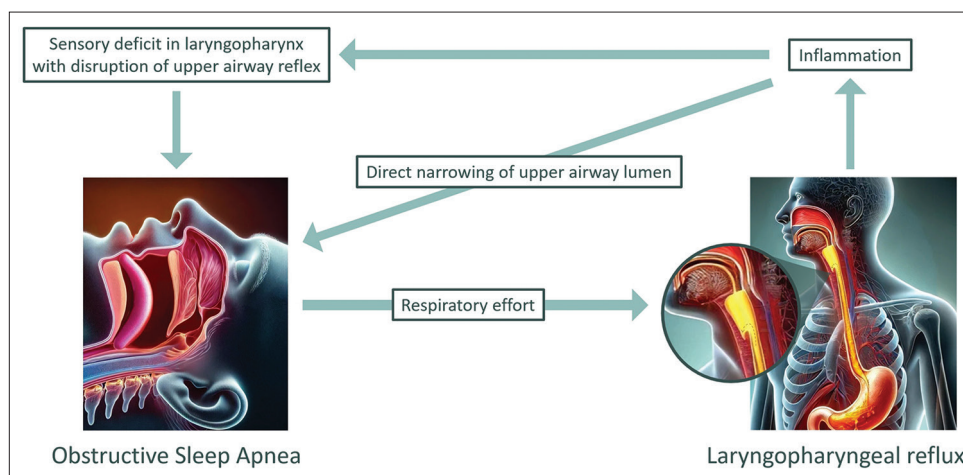 Sensory deficit in laryngopharynx
with disruption of upper airway reflex
Inflammation
Direct narrowing of upper airway lumen
Respiratory effort
Obstructive Sleep Apnea
Laryngopharyngeal reflux